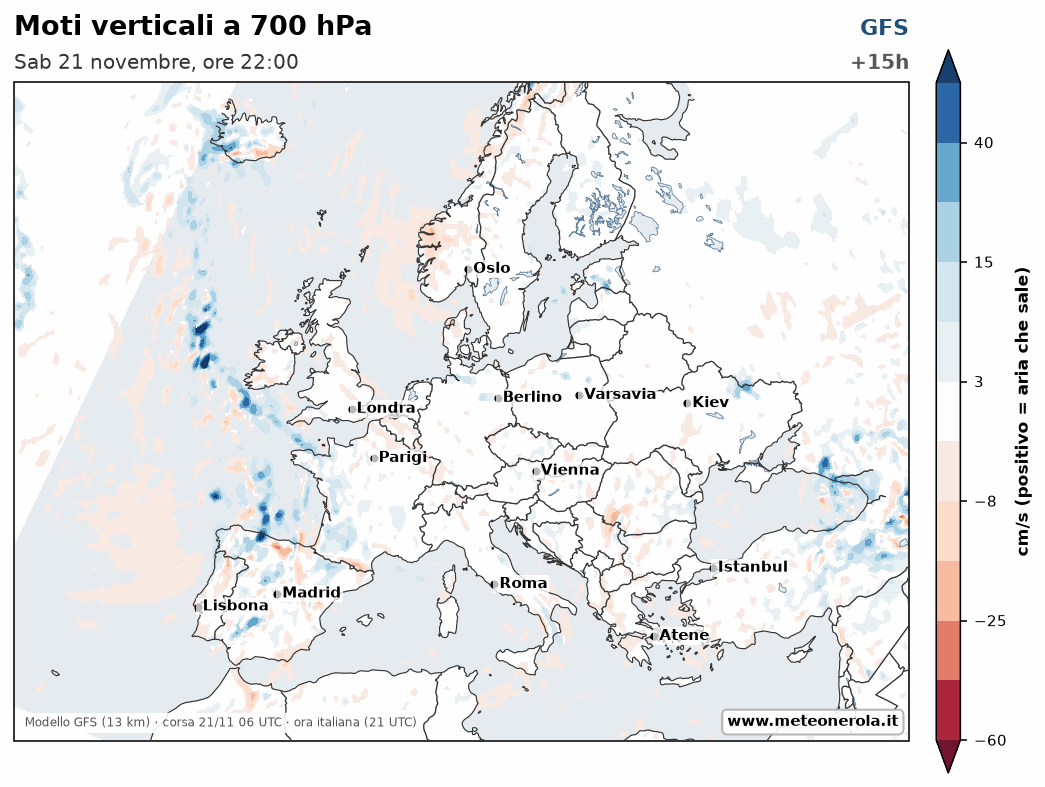 Moti verticali a 700 hPa
GFS
Sab 21 novembre, ore 22:00
+15h
Oslo
Londra
Berlino
Varsavia
Kiev
Parigi
Vienna
Istanbul
Roma
Madrid
Lisbona
Atene
Modello GFS (13 km) · corsa 21/11 06 UTC · ora italiana (21 UTC)
www.meteonerola.it
40
15
3
−8
−25
−60
cm/s (positivo = aria che sale)